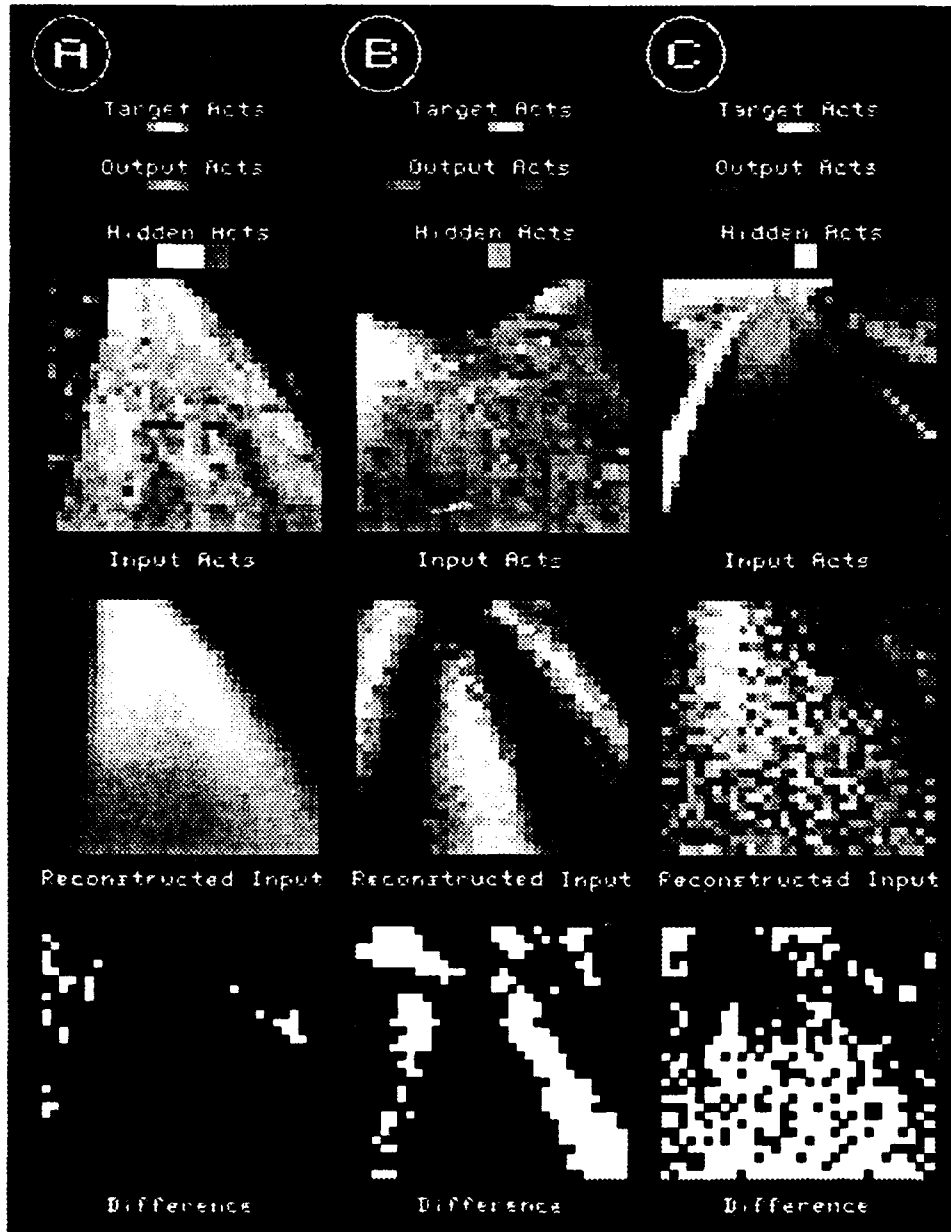 A B C
Target Acts Target Acts Target Acts
Output Acts Output Acts Output Acts
Hidden Acts Hidden Acts Hidden Acts
Input Acts Input Acts Input Acts
Reconstructed Input Reconstructed Input Reconstructed Input
Difference Difference Difference